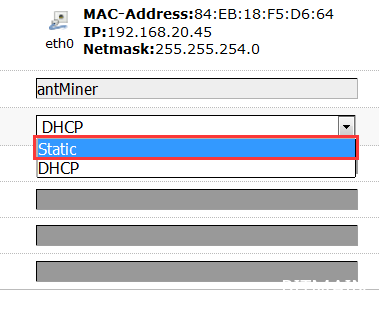 MAC-Address:84:EB:18:F5:D6:64
IP:192.168.20.45
eth0
Netmask:255.255.254.0
antMiner
DHCP
Static
DHCP